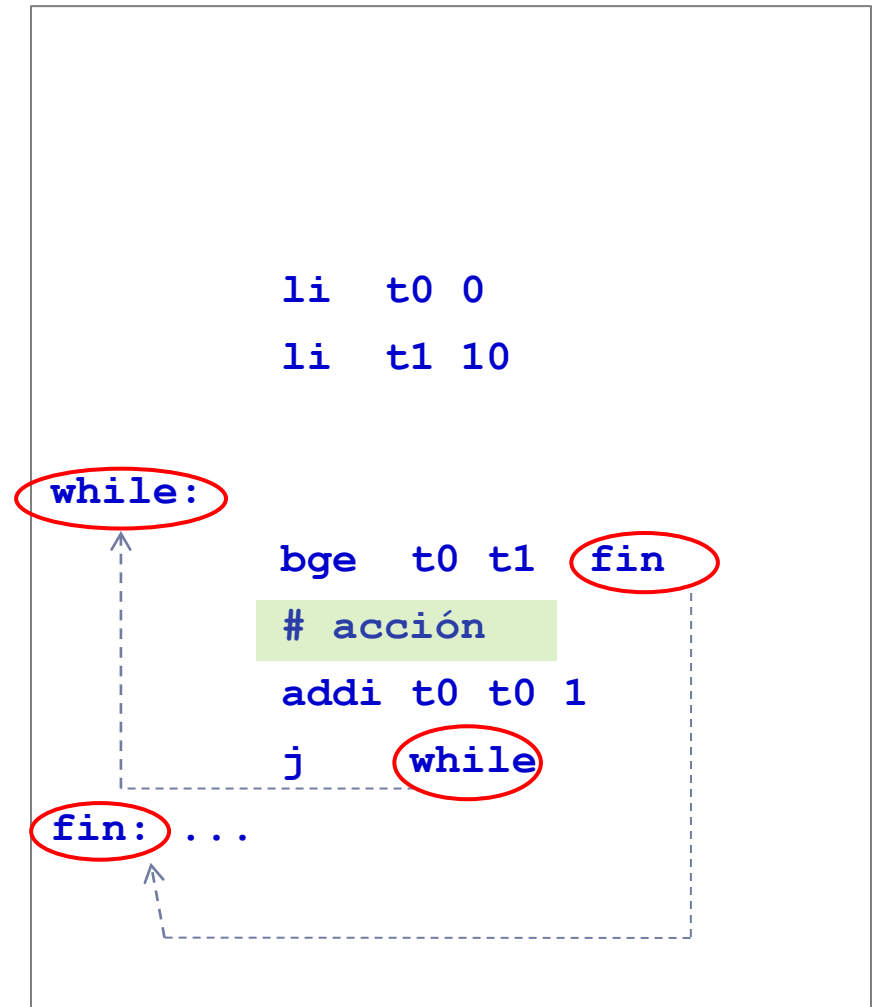 li t0 0
li t1 10
while:
bge t0 t1 fin
# acción
addi t0 t0 1
j while
fin: ...